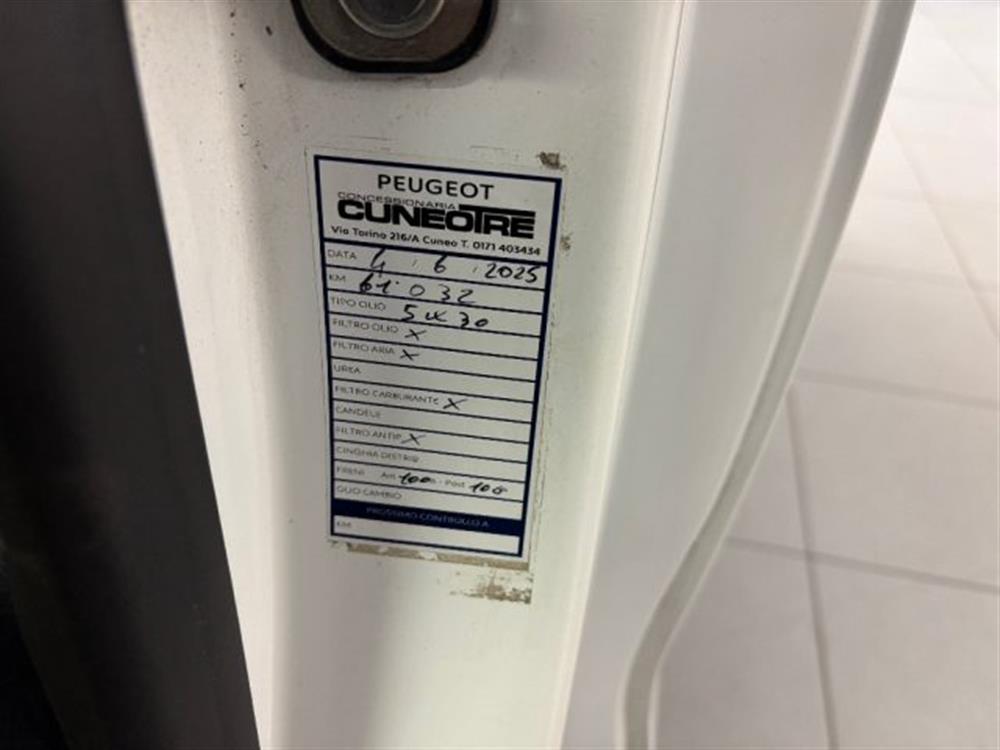 PEUGEOT
CONCESSIONARIA
CUNEOTRE
Via Torino 216/A Cuneo T. 0171 403434
DATA 4 . 6 . 2025
KM 61.032
TIPO OLIO 5W30
FILTRO OLIO X
FILTRO ARIA X
UREA
FILTRO CARBURANTE X
CANDELE
FILTRO ANTIP. X
CINGHIA DISTRIB.
FRENI Ant. 100% - Post. 100
OLIO CAMBIO
PROSSIMO CONTROLLO A
KM